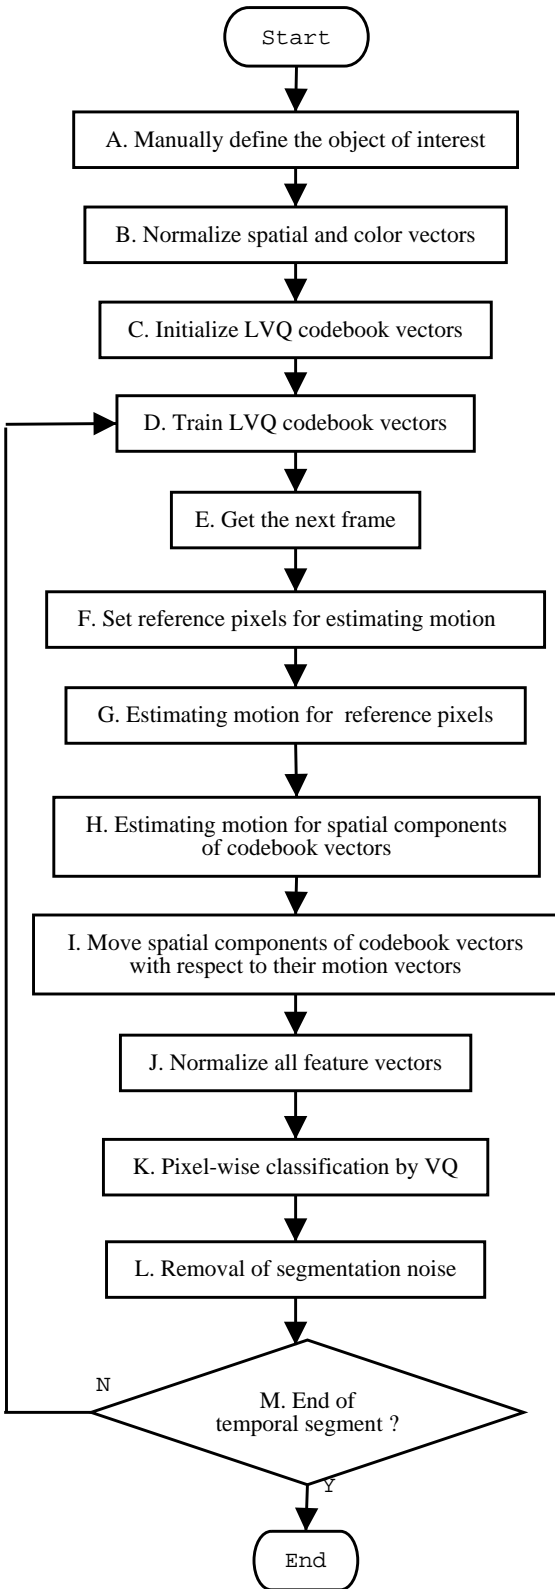 Start
A. Manually define the object of interest
B. Normalize spatial and color vectors
C. Initialize LVQ codebook vectors
D. Train LVQ codebook vectors
E. Get the next frame
F. Set reference pixels for estimating motion
G. Estimating motion for reference pixels
H. Estimating motion for spatial components
of codebook vectors
I. Move spatial components of codebook vectors
with respect to their motion vectors
J. Normalize all feature vectors
K. Pixel-wise classification by VQ
L. Removal of segmentation noise
N
M. End of
temporal segment ?
Y
End